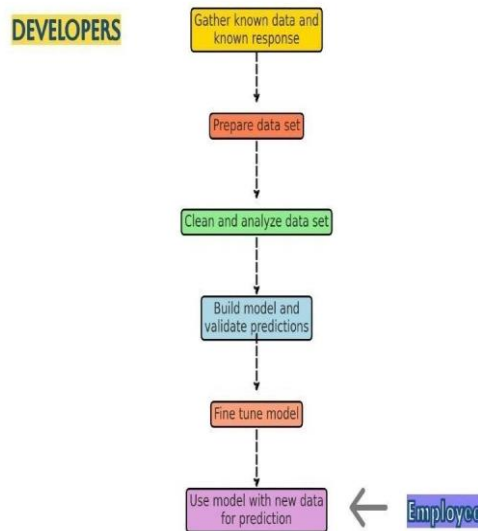 DEVELOPERS
Gather known data and
known response
Prepare data set
Clean and analyze data set
Build model and
validate predictions
Fine tune model
Use model with new data
for prediction